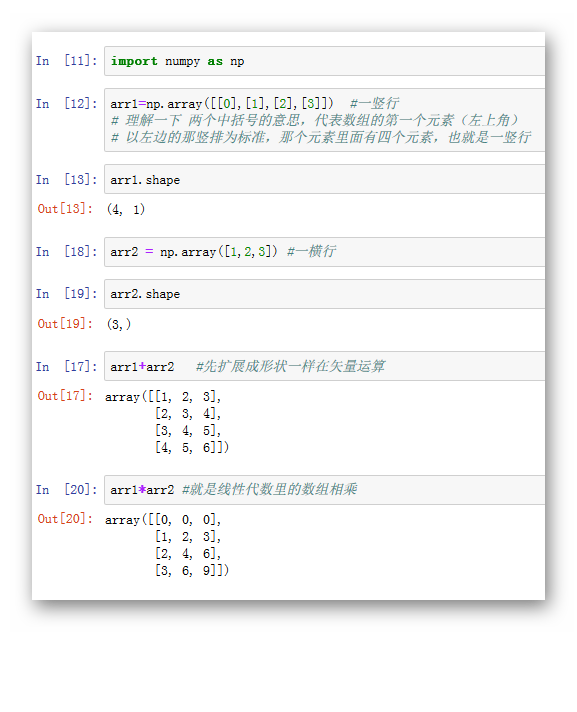 In [11]: import numpy as np
In [12]: arr1=np.array([[0],[1],[2],[3]]) #一竖行
# 理解一下 两个中括号的意思，代表数组的第一个元素（左上角）
# 以左边的那竖排为标准，那个元素里面有四个元素，也就是一竖行
In [13]: arr1.shape
Out[13]: (4, 1)
In [18]: arr2 = np.array([1,2,3]) #一横行
In [19]: arr2.shape
Out[19]: (3,)
In [17]: arr1+arr2 #先扩展成形状一样在矢量运算
Out[17]: array([[1, 2, 3],
[2, 3, 4],
[3, 4, 5],
[4, 5, 6]])
In [20]: arr1*arr2 #就是线性代数里的数组相乘
Out[20]: array([[0, 0, 0],
[1, 2, 3],
[2, 4, 6],
[3, 6, 9]])